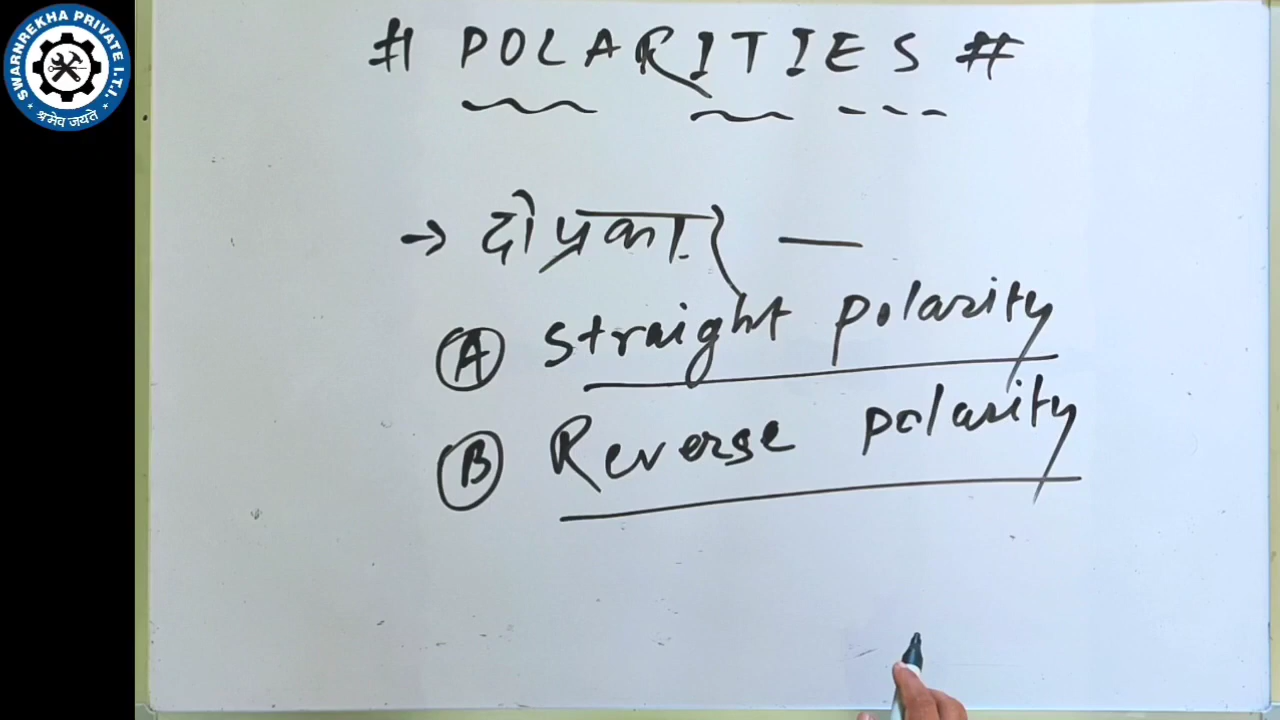 SWARNREKHA PRIVATE I.T.I.
श्रमेव जयते
# POLARITIES #
→ दो प्रकार —
A Straight polarity
B Reverse polarity